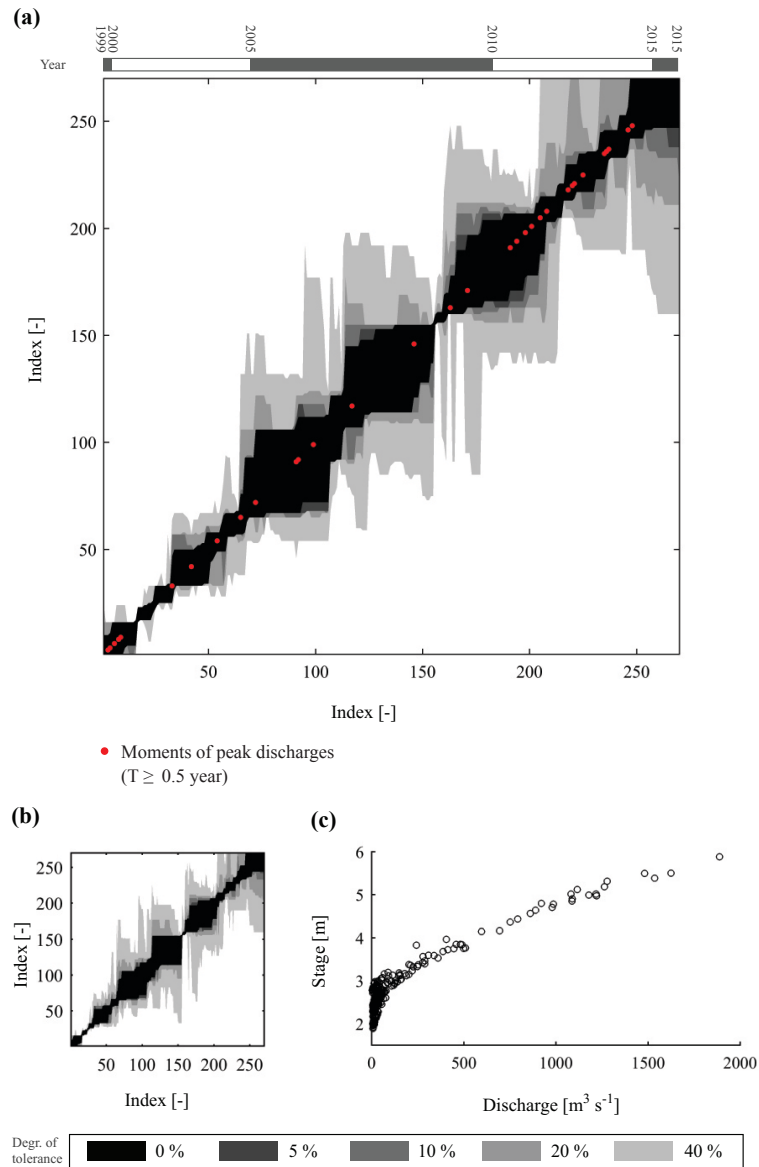 (a)
1999 2000 2005 2010 2015 2015
Year
250
200
150
100
50
Index [-]
50 100 150 200 250
Index [-]
Moments of peak discharges
(T ≥ 0.5 year)
(b)
250
200
150
100
50
Index [-]
50 100 150 200 250
Index [-]
(c)
6
5
4
3
2
Stage [m]
0 500 1000 1500 2000
Discharge [m³ s⁻¹]
Degr. of
tolerance
0 % 5 % 10 % 20 % 40 %